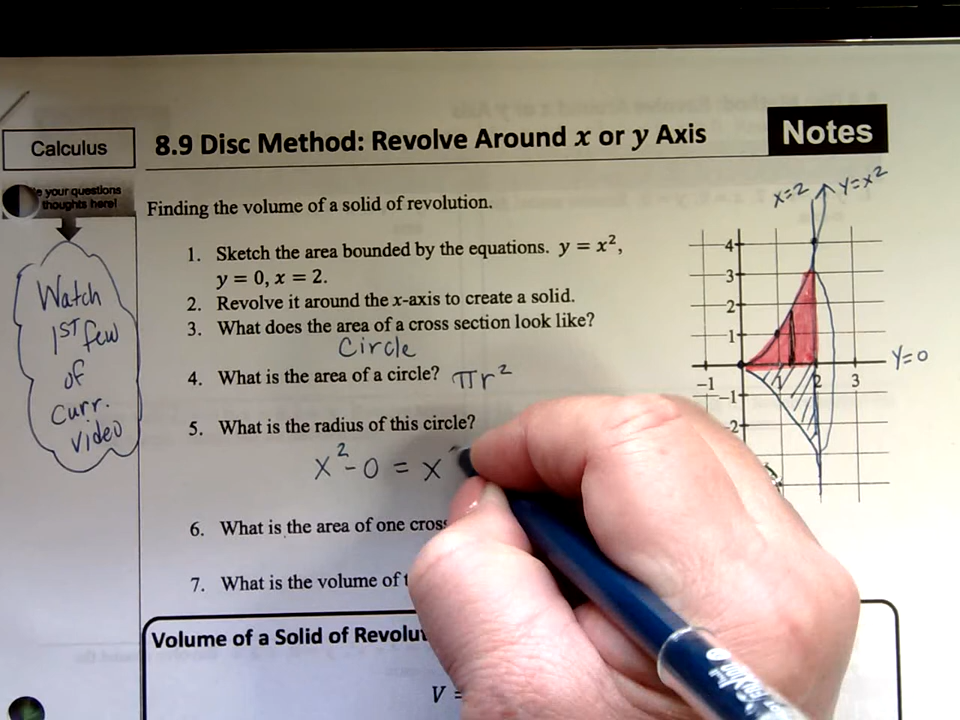 Calculus
8.9 Disc Method: Revolve Around x or y Axis
Notes
e your questions
thoughts here!
Watch
1ST few
of
curr.
video
Finding the volume of a solid of revolution.
1. Sketch the area bounded by the equations. y = x²,
y = 0, x = 2.
2. Revolve it around the x-axis to create a solid.
3. What does the area of a cross section look like?
Circle
4. What is the area of a circle? πr²
5. What is the radius of this circle?
x² - 0 = x
6. What is the area of one cros
7. What is the volume of
Volume of a Solid of Revolu
V =
x=2 y=x²
4
3
2
1
y=0
-1 2 3
-1
-2